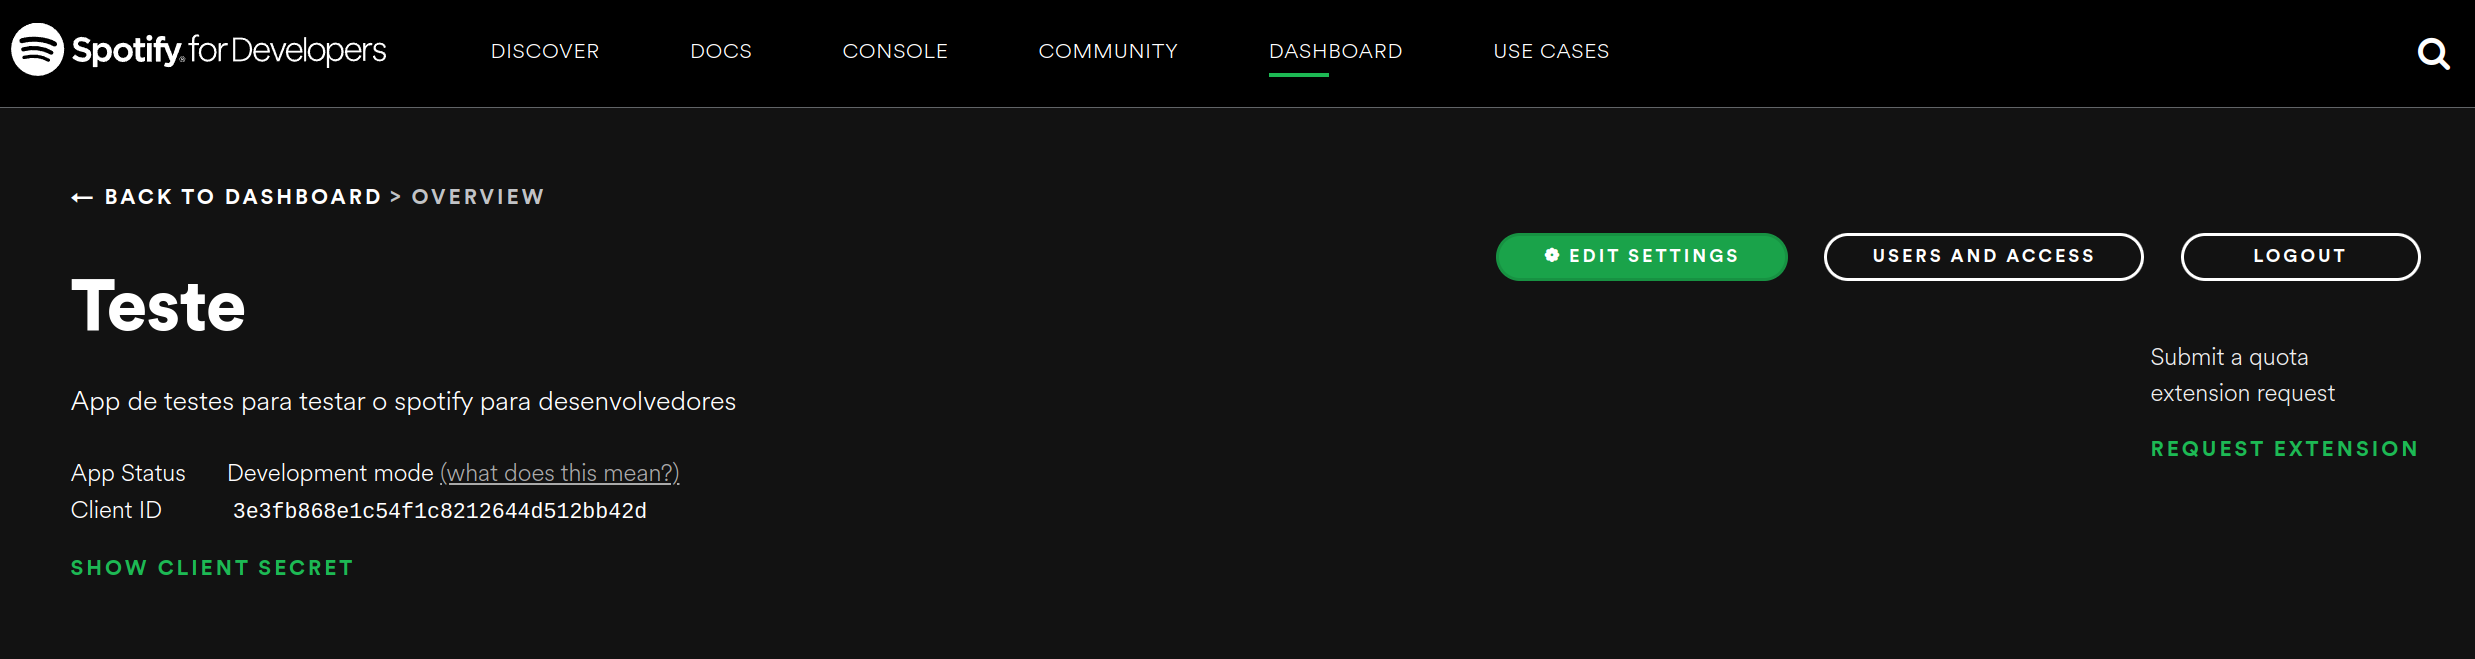 Spotify® for Developers
DISCOVER
DOCS
CONSOLE
COMMUNITY
DASHBOARD
USE CASES
← BACK TO DASHBOARD > OVERVIEW
EDIT SETTINGS
USERS AND ACCESS
LOGOUT
Teste
Submit a quota
extension request
REQUEST EXTENSION
App de testes para testar o spotify para desenvolvedores
App Status Development mode (what does this mean?)
Client ID 3e3fb868e1c54f1c8212644d512bb42d
SHOW CLIENT SECRET